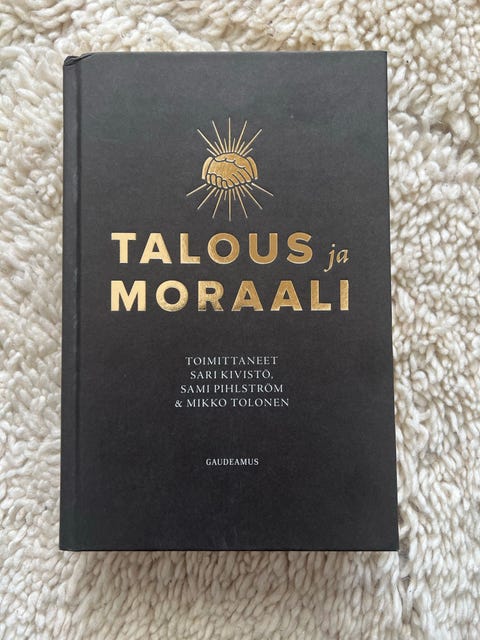 TALOUS ja
MORAALI
TOIMITTANEET
SARI KIVISTÖ,
SAMI PIHLSTRÖM
& MIKKO TOLONEN
GAUDEAMUS